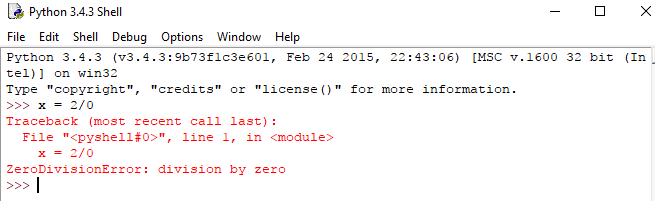 Python 3.4.3 Shell
File Edit Shell Debug Options Window Help
Python 3.4.3 (v3.4.3:9b73f1c3e601, Feb 24 2015, 22:43:06) [MSC v.1600 32 bit (In
tel)] on win32
Type "copyright", "credits" or "license()" for more information.
>>> x = 2/0
Traceback (most recent call last):
  File "<pyshell#0>", line 1, in <module>
    x = 2/0
ZeroDivisionError: division by zero
>>>